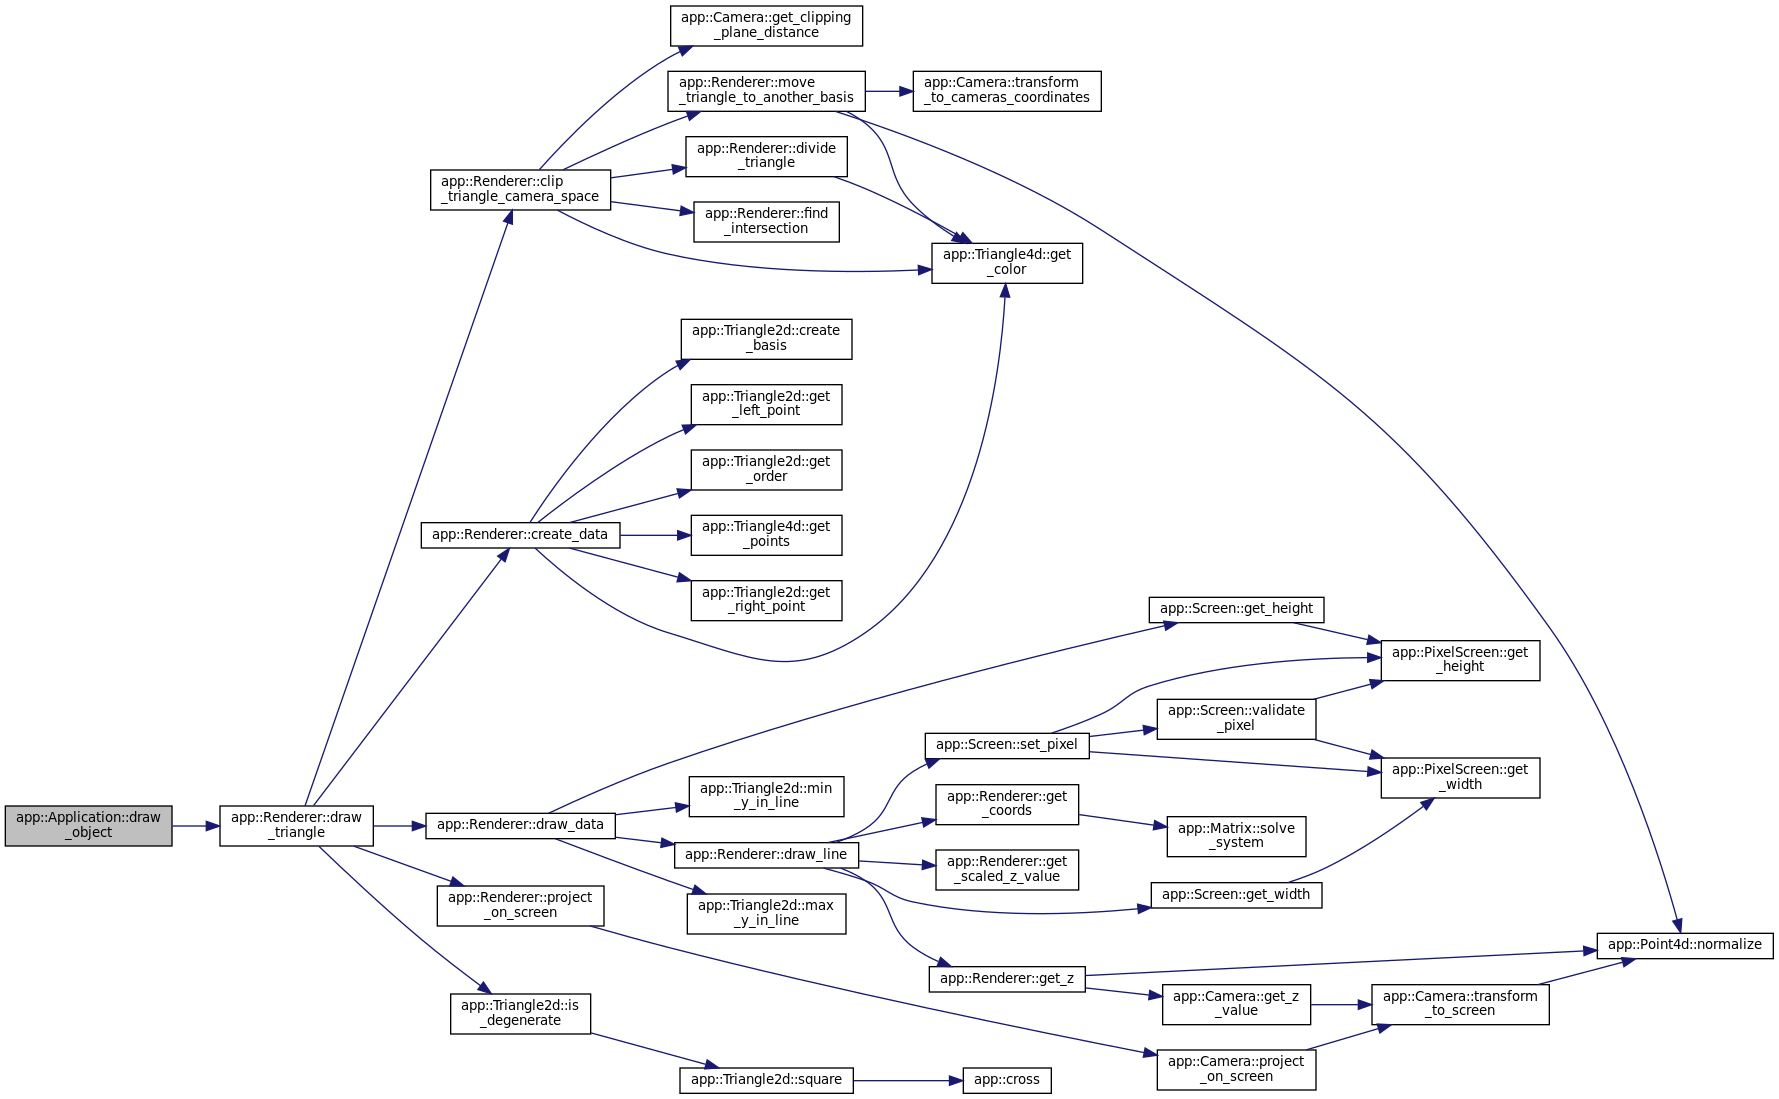 app::Application::draw
_object
app::Renderer::draw
_triangle
app::Renderer::clip
_triangle_camera_space
app::Camera::get_clipping
_plane_distance
app::Renderer::move
_triangle_to_another_basis
app::Camera::transform
_to_cameras_coordinates
app::Renderer::divide
_triangle
app::Renderer::find
_intersection
app::Triangle4d::get
_color
app::Renderer::create_data
app::Triangle2d::create
_basis
app::Triangle2d::get
_left_point
app::Triangle2d::get
_order
app::Triangle4d::get
_points
app::Triangle2d::get
_right_point
app::Renderer::draw_data
app::Screen::get_height
app::PixelScreen::get
_height
app::Triangle2d::min
_y_in_line
app::Renderer::draw_line
app::Triangle2d::max
_y_in_line
app::Screen::set_pixel
app::Screen::validate
_pixel
app::PixelScreen::get
_width
app::Renderer::get
_coords
app::Matrix::solve
_system
app::Renderer::get
_scaled_z_value
app::Screen::get_width
app::Renderer::get_z
app::Camera::get_z
_value
app::Camera::transform
_to_screen
app::Point4d::normalize
app::Renderer::project
_on_screen
app::Camera::project
_on_screen
app::Triangle2d::is
_degenerate
app::Triangle2d::square
app::cross